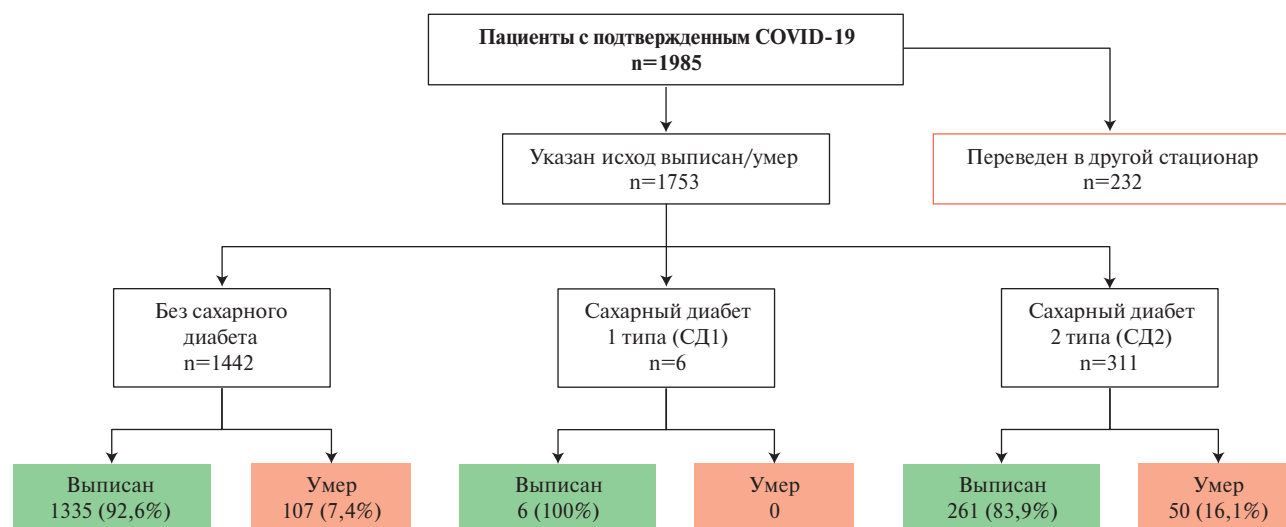 Пациенты с подтвержденным COVID-19
n=1985
Указан исход выписан/умер
n=1753
Переведен в другой стационар
n=232
Без сахарного
диабета
n=1442
Сахарный диабет
1 типа (СД1)
n=6
Сахарный диабет
2 типа (СД2)
n=311
Выписан
1335 (92,6%)
Умер
107 (7,4%)
Выписан
6 (100%)
Умер
0
Выписан
261 (83,9%)
Умер
50 (16,1%)